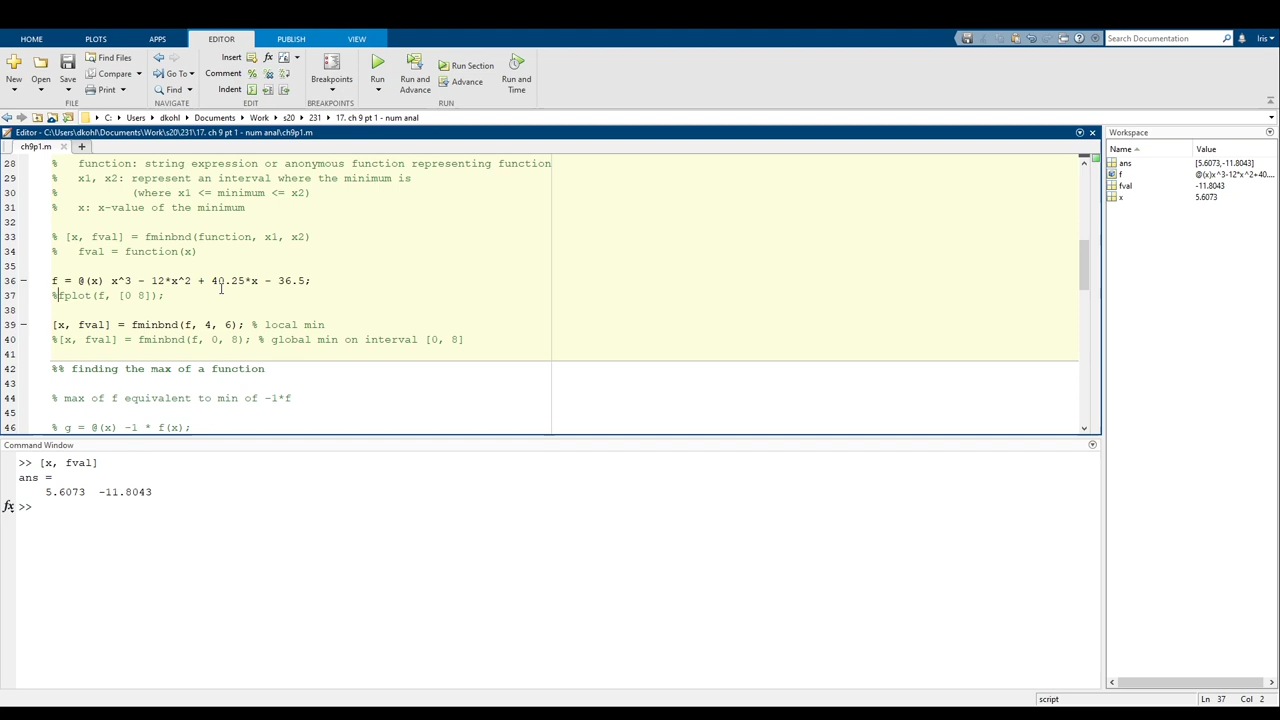 HOME PLOTS APPS EDITOR PUBLISH VIEW Search Documentation Iris
New Open Save Find Files Compare Print Go To Find Insert Comment Indent Breakpoints Run Run and Advance Run Section Advance Run and Time
FILE NAVIGATE EDIT BREAKPOINTS RUN
C: Users dkohl Documents Work s20 231 17. ch 9 pt 1 - num anal
Editor - C:\Users\dkohl\Documents\Work\s20\231\17. ch 9 pt 1 - num anal\ch9p1.m
ch9p1.m
28 % function: string expression or anonymous function representing function
29 % x1, x2: represent an interval where the minimum is
30 % (where x1 <= minimum <= x2)
31 % x: x-value of the minimum
32
33 % [x, fval] = fminbnd(function, x1, x2)
34 % fval = function(x)
35
36 f = @(x) x^3 - 12*x^2 + 40.25*x - 36.5;
37 %fplot(f, [0 8]);
38
39 [x, fval] = fminbnd(f, 4, 6); % local min
40 %[x, fval] = fminbnd(f, 0, 8); % global min on interval [0, 8]
41
42 %% finding the max of a function
43
44 % max of f equivalent to min of -1*f
45
46 % g = @(x) -1 * f(x);
Command Window
>> [x, fval]
ans =
5.6073 -11.8043
fx >>
Workspace
Name Value
ans [5.6073,-11.8043]
f @(x)x^3-12*x^2+40....
fval -11.8043
x 5.6073
script Ln 37 Col 2